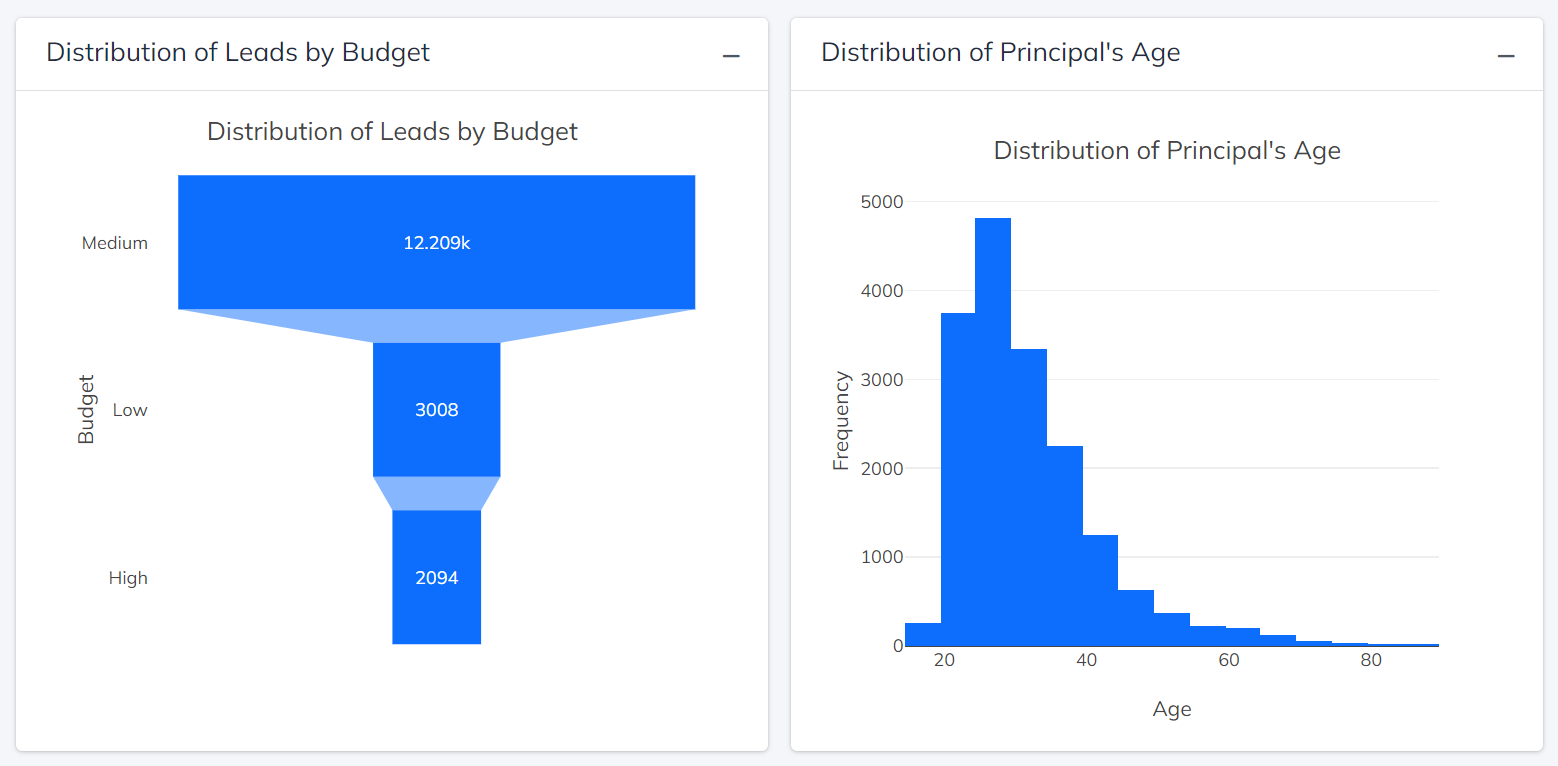 Distribution of Leads by Budget
Distribution of Leads by Budget
Medium
12.209k
Budget
Low
3008
High
2094
Distribution of Principal's Age
Distribution of Principal's Age
5000
4000
3000
2000
1000
0
Frequency
20 40 60 80
Age